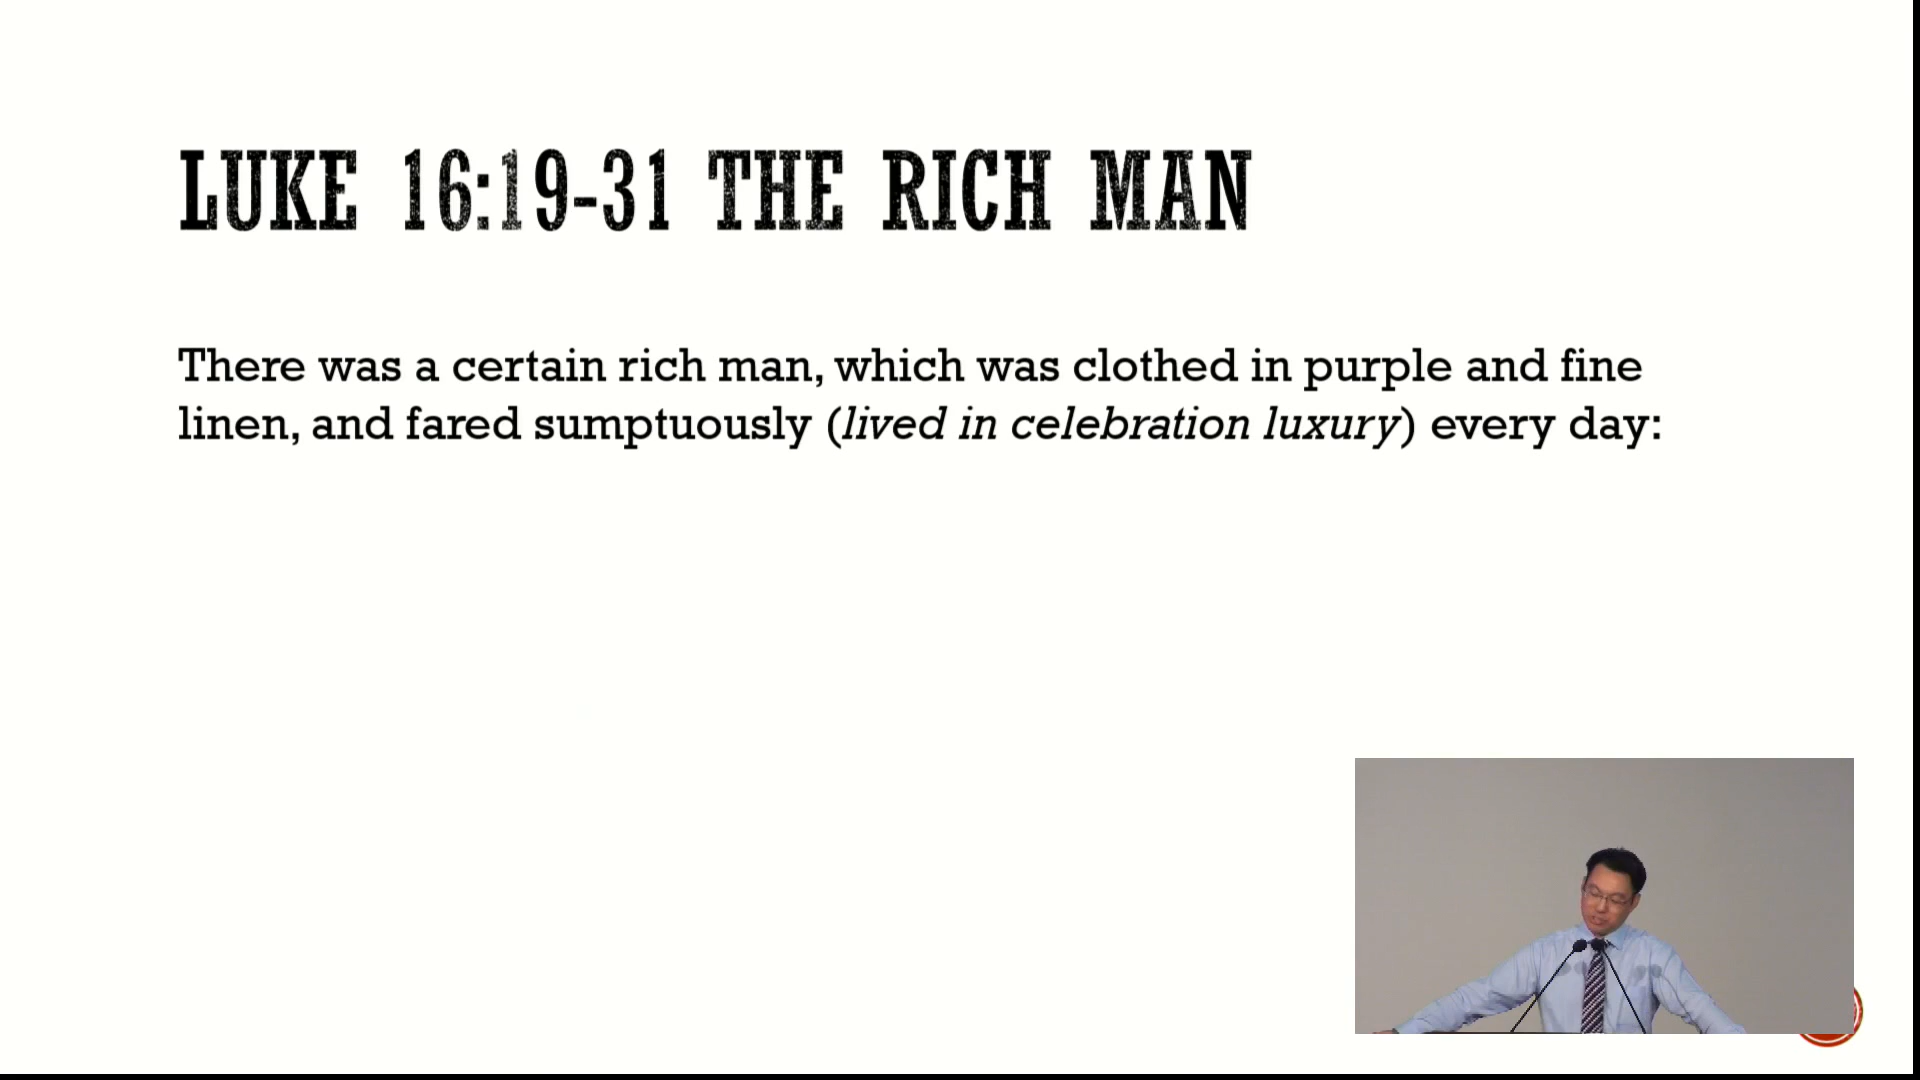 LUKE 16:19-31 THE RICH MAN
There was a certain rich man, which was clothed in purple and fine
linen, and fared sumptuously (lived in celebration luxury) every day: